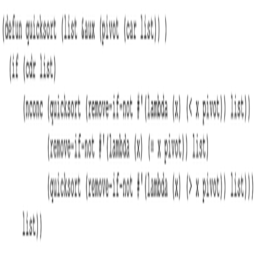 (defun quicksort (list &aux (pivot (car list)) )
(if (cdr list)
(nconc (quicksort (remove-if-not #'(lambda (x) (< x pivot)) list))
(remove-if-not #'(lambda (x) (= x pivot)) list)
(quicksort (remove-if-not #'(lambda (x) (> x pivot)) list)))
list))